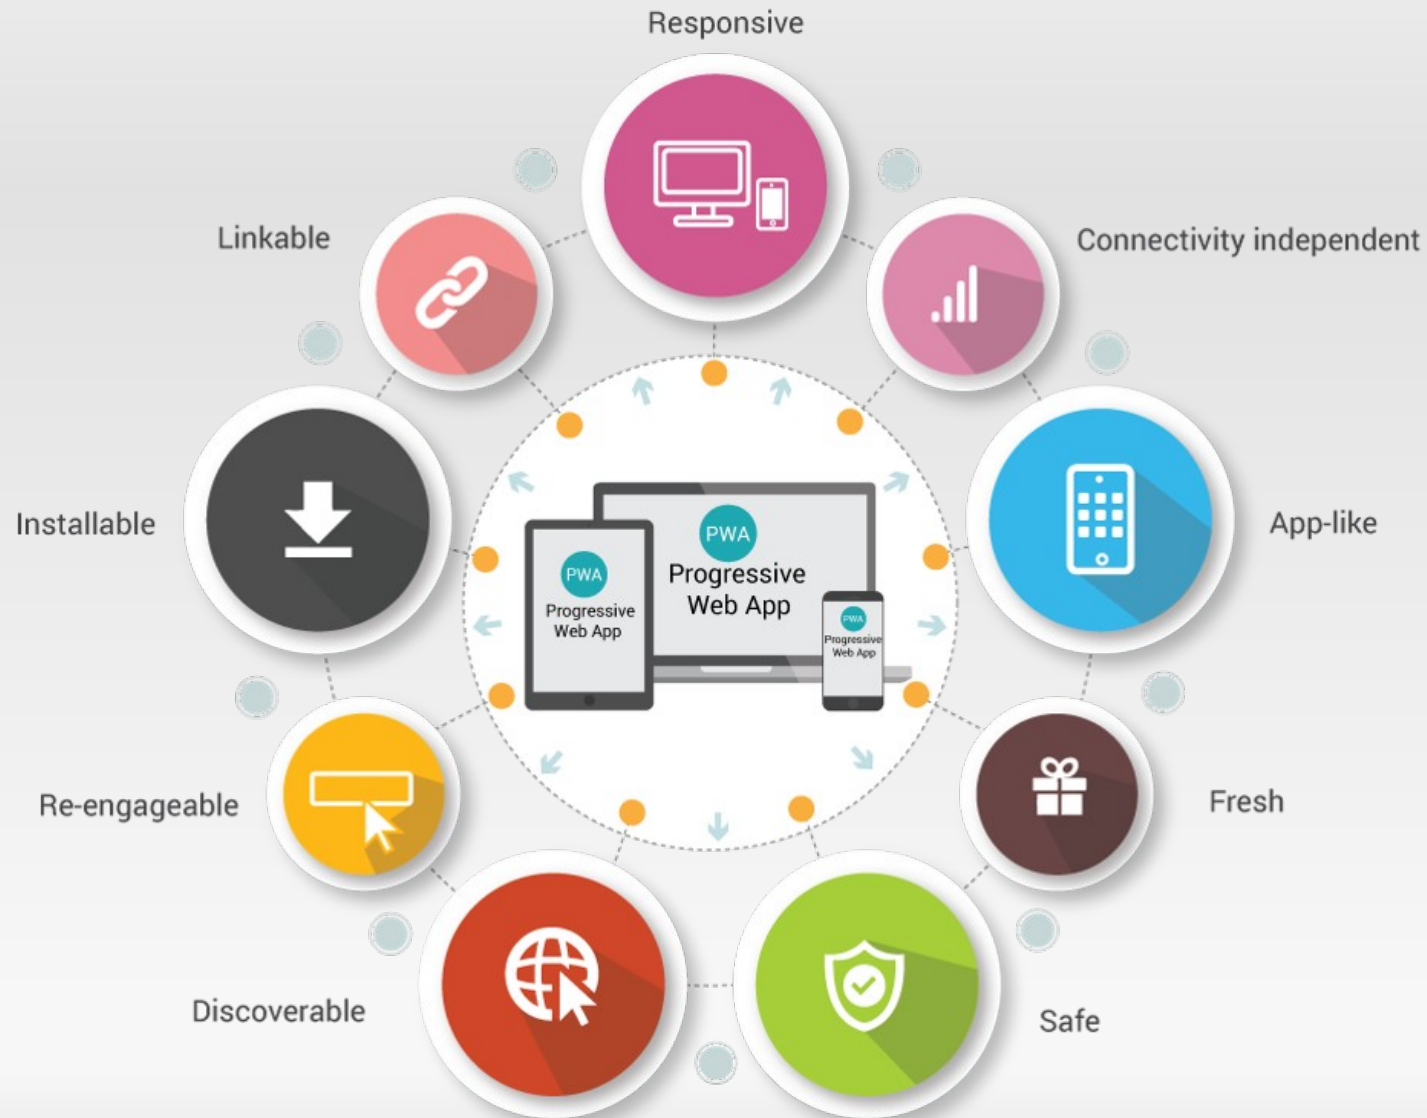 Responsive
Linkable
Connectivity independent
Installable
App-like
PWA
Progressive
Web App
PWA
Progressive
Web App
PWA
Progressive
Web App
Re-engageable
Fresh
Discoverable
Safe